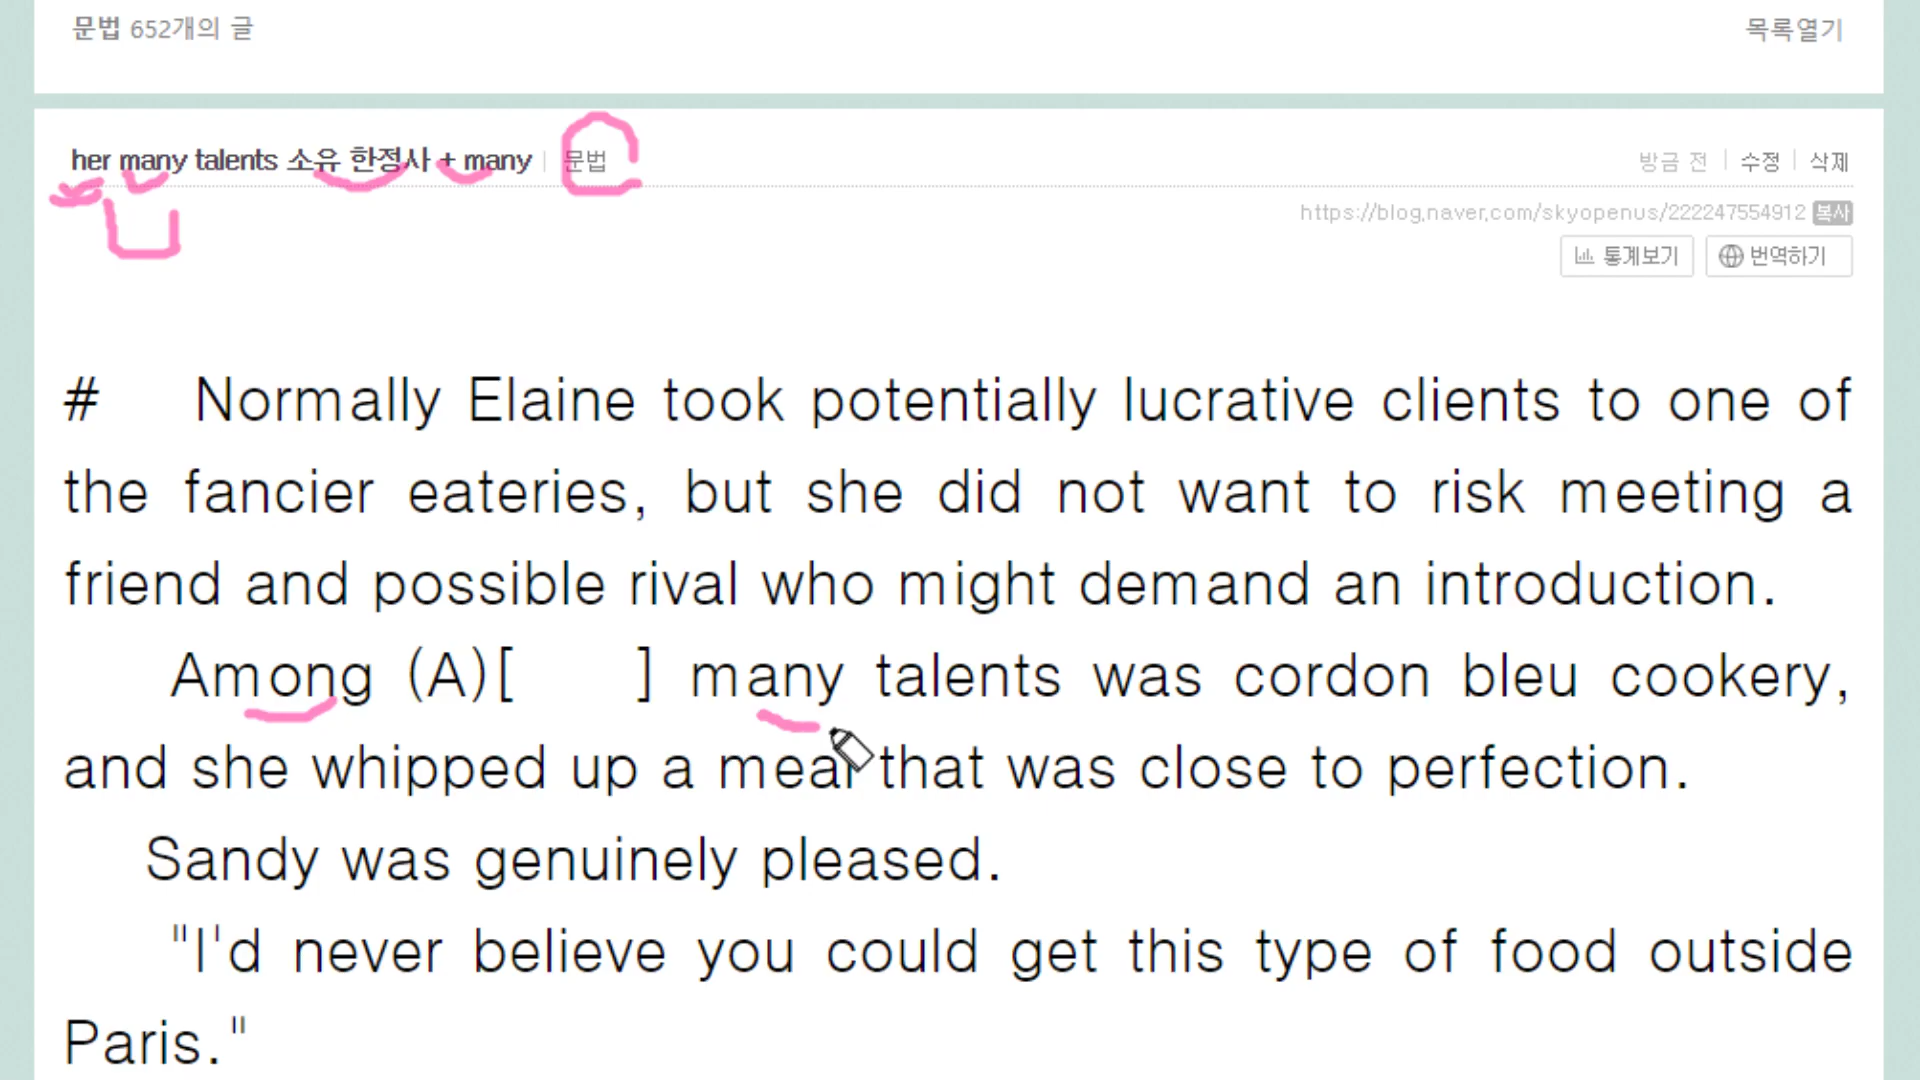 문법 652개의 글
목록열기
her many talents 소유 한정사 + many | 문법
방금 전 | 수정 | 삭제
https://blog.naver.com/skyopenus/222247554912 복사
통계보기 번역하기
# Normally Elaine took potentially lucrative clients to one of
the fancier eateries, but she did not want to risk meeting a
friend and possible rival who might demand an introduction.
Among (A)[ ] many talents was cordon bleu cookery,
and she whipped up a meal that was close to perfection.
Sandy was genuinely pleased.
"I'd never believe you could get this type of food outside
Paris."